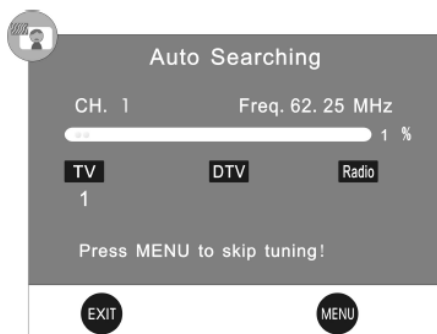 Auto Searching
CH. 1 Freq. 62. 25 MHz
1 %
TV DTV Radio
1
Press MENU to skip tuning!
EXIT MENU